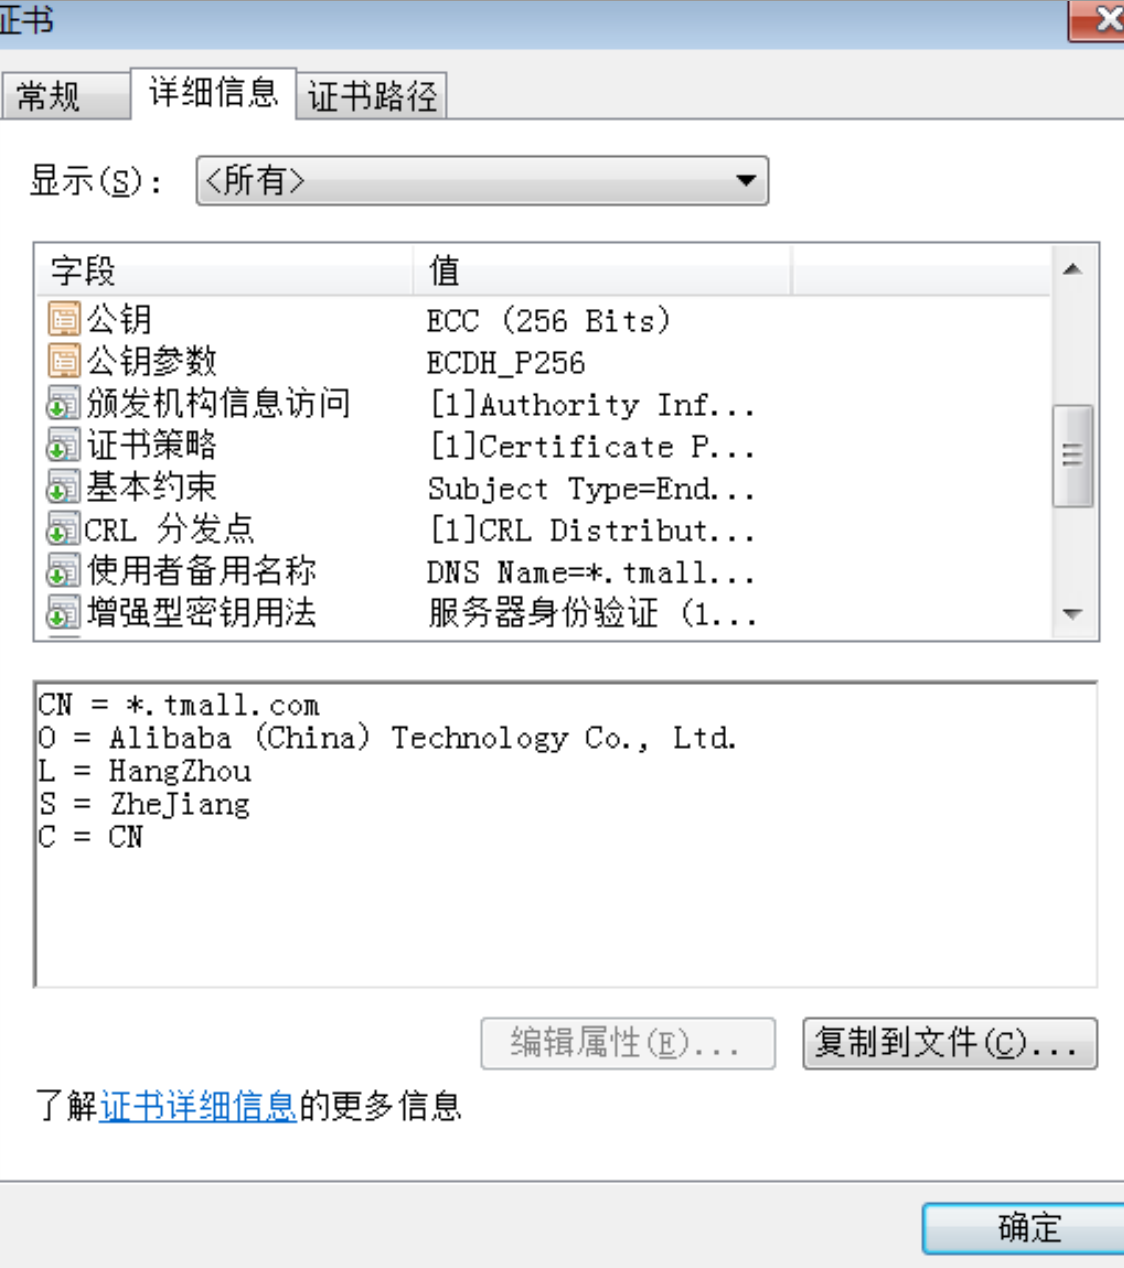 证书
常规 详细信息 证书路径
显示(S)： <所有>
字段 值
公钥 ECC (256 Bits)
公钥参数 ECDH_P256
颁发机构信息访问 [1]Authority Inf...
证书策略 [1]Certificate P...
基本约束 Subject Type=End...
CRL 分发点 [1]CRL Distribut...
使用者备用名称 DNS Name=*.tmall...
增强型密钥用法 服务器身份验证 (1...
CN = *.tmall.com
O = Alibaba (China) Technology Co., Ltd.
L = HangZhou
S = ZheJiang
C = CN
编辑属性(E)... 复制到文件(C)...
了解证书详细信息的更多信息
确定